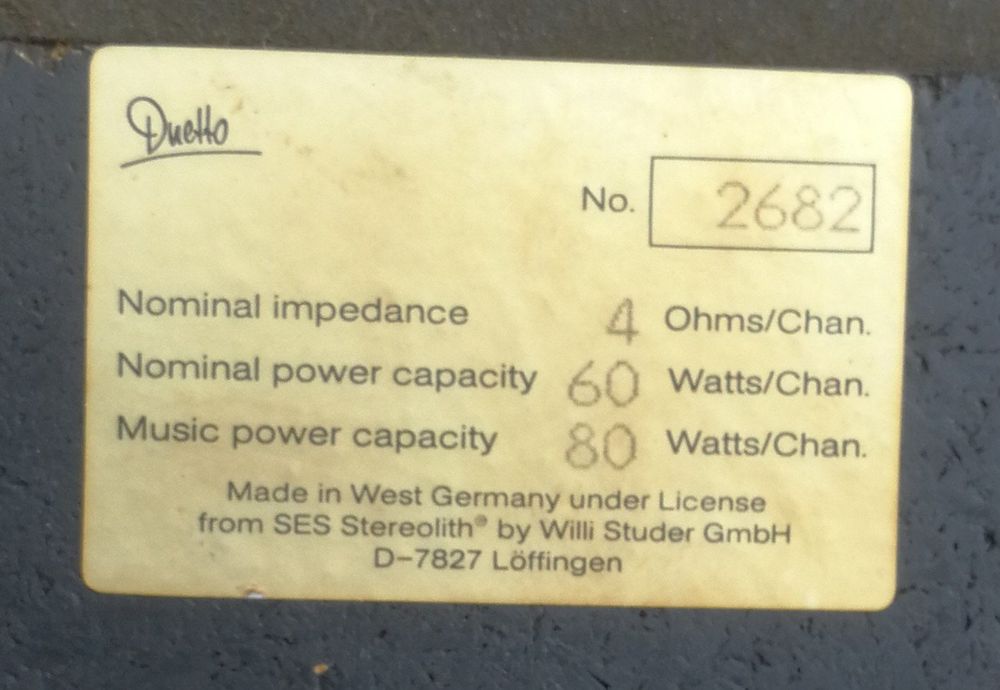 Duetto
No. 2682
Nominal impedance 4 Ohms/Chan.
Nominal power capacity 60 Watts/Chan.
Music power capacity 80 Watts/Chan.
Made in West Germany under License
from SES Stereolith® by Willi Studer GmbH
D-7827 Löffingen